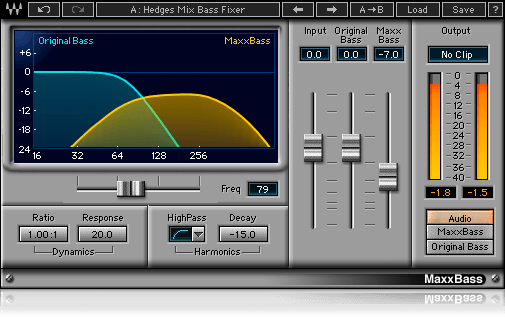 A: Hedges Mix Bass Fixer
A→B
Load
Save
?
Original Bass
MaxxBass
+6
0
-6
-12
-18
24
16
32
64
128
256
Freq
79
Ratio
Response
1.00:1
20.0
Dynamics
HighPass
Decay
-15.0
Harmonics
Input
Original Bass
Maxx Bass
0.0
0.0
-7.0
Output
No Clip
0
4
8
12
16
20
24
28
32
36
40
-1.8
-1.5
Audio
MaxxBass
Original Bass
MaxxBass